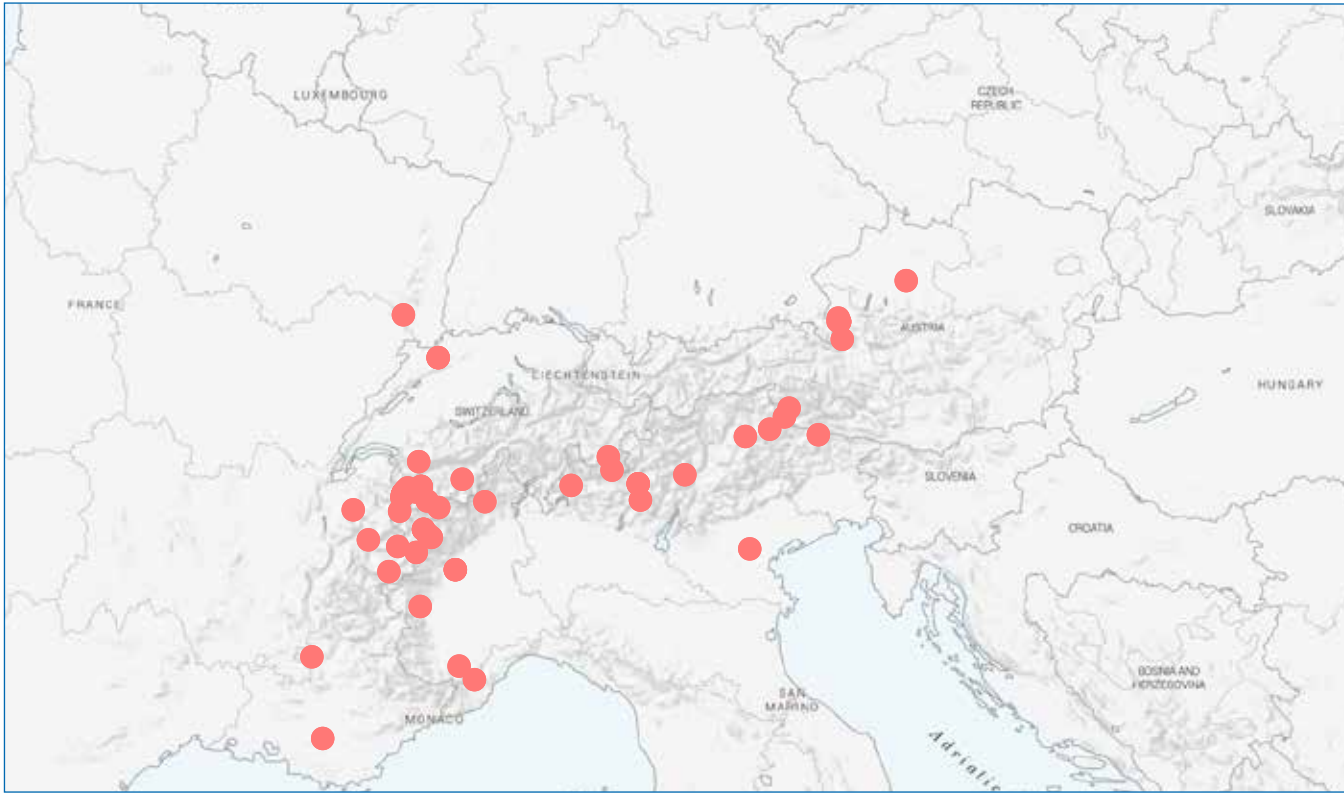 LUXEMBOURG
CZECH
REPUBLIC
SLOVAKIA
FRANCE
AUSTRIA
LIECHTENSTEIN
HUNGARY
SWITZERLAND
SLOVENIA
CROATIA
BOSNIA AND
HERZEGOVINA
SAN
MARINO
MONACO
Adriatic